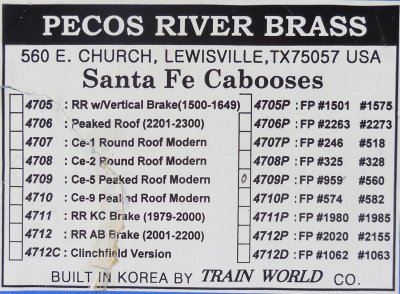 PECOS RIVER BRASS
560 E. CHURCH, LEWISVILLE,TX75057 USA
Santa Fe Cabooses
4705 : RR w/Vertical Brake(1500-1649) 4705P : FP #1501 #1575
4706 : Peaked Roof (2201-2300) 4706P : FP #2263 #2273
4707 : Ce-1 Round Roof Modern 4707P : FP #246 #518
4708 : Ce-2 Round Roof Modern 4708P : FP #325 #328
4709 : Ce-5 Peaked Roof Modern 4709P : FP #959 #560
4710 : Ce-9 Peaked Roof Modern 4710P : FP #574 #582
4711 : RR KC Brake (1979-2000) 4711P : FP #1980 #1985
4712 : RR AB Brake (2001-2200) 4712P : FP #2020 #2155
4712C : Clinchfield Version 4712D : FP #1062 #1063
BUILT IN KOREA BY TRAIN WORLD CO.